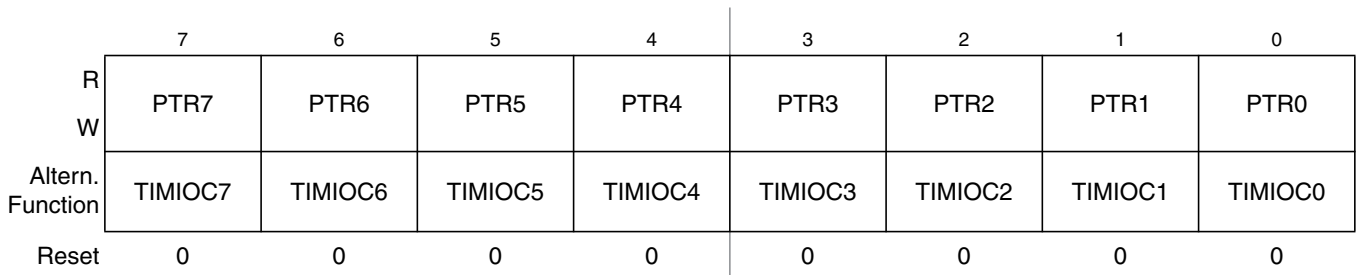 7 6 5 4 3 2 1 0
R
W
PTR7 PTR6 PTR5 PTR4 PTR3 PTR2 PTR1 PTR0
Altern.
Function
TIMIOC7 TIMIOC6 TIMIOC5 TIMIOC4 TIMIOC3 TIMIOC2 TIMIOC1 TIMIOC0
Reset 0 0 0 0 0 0 0 0